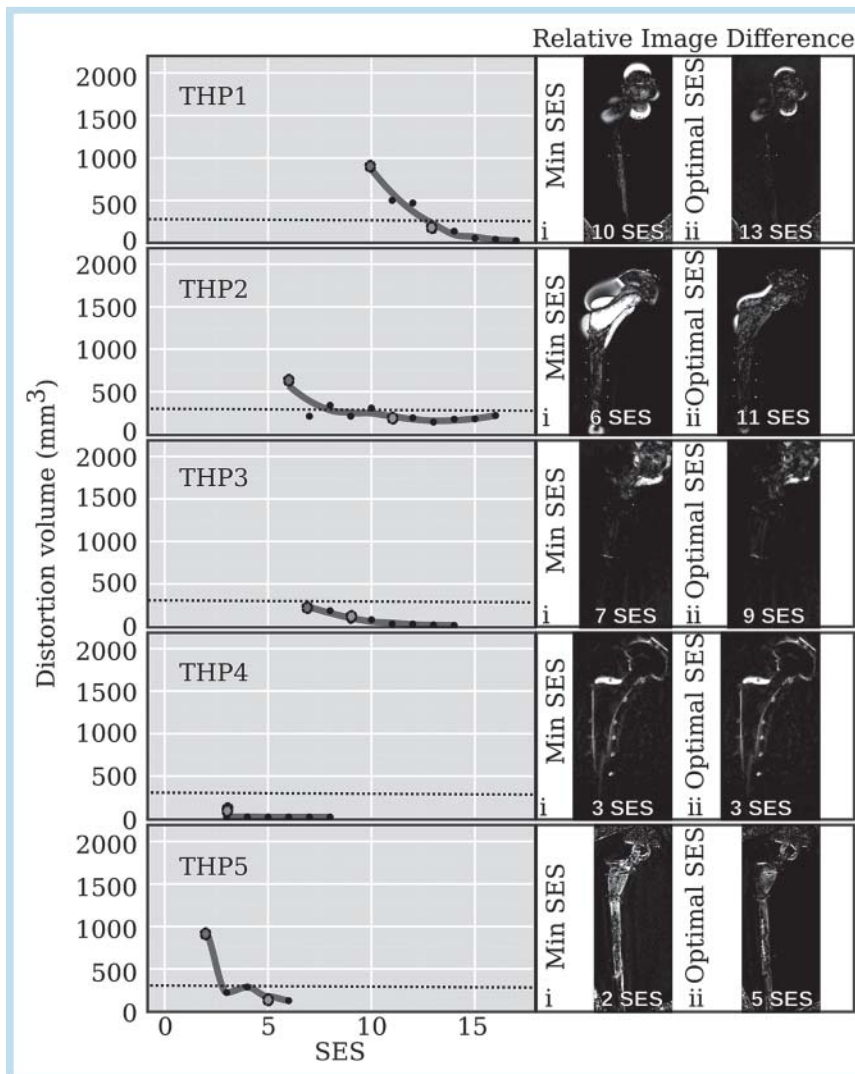 Relative Image Difference
Distortion volume (mm3)
2000
1500
1000
500
0
THP1
Min SES
i
10 SES
Optimal SES
ii
13 SES
2000
1500
1000
500
0
THP2
Min SES
i
6 SES
Optimal SES
ii
11 SES
2000
1500
1000
500
0
THP3
Min SES
i
7 SES
Optimal SES
ii
9 SES
2000
1500
1000
500
0
THP4
Min SES
i
3 SES
Optimal SES
ii
3 SES
2000
1500
1000
500
0
THP5
Min SES
i
2 SES
Optimal SES
ii
5 SES
0 5 10 15
SES